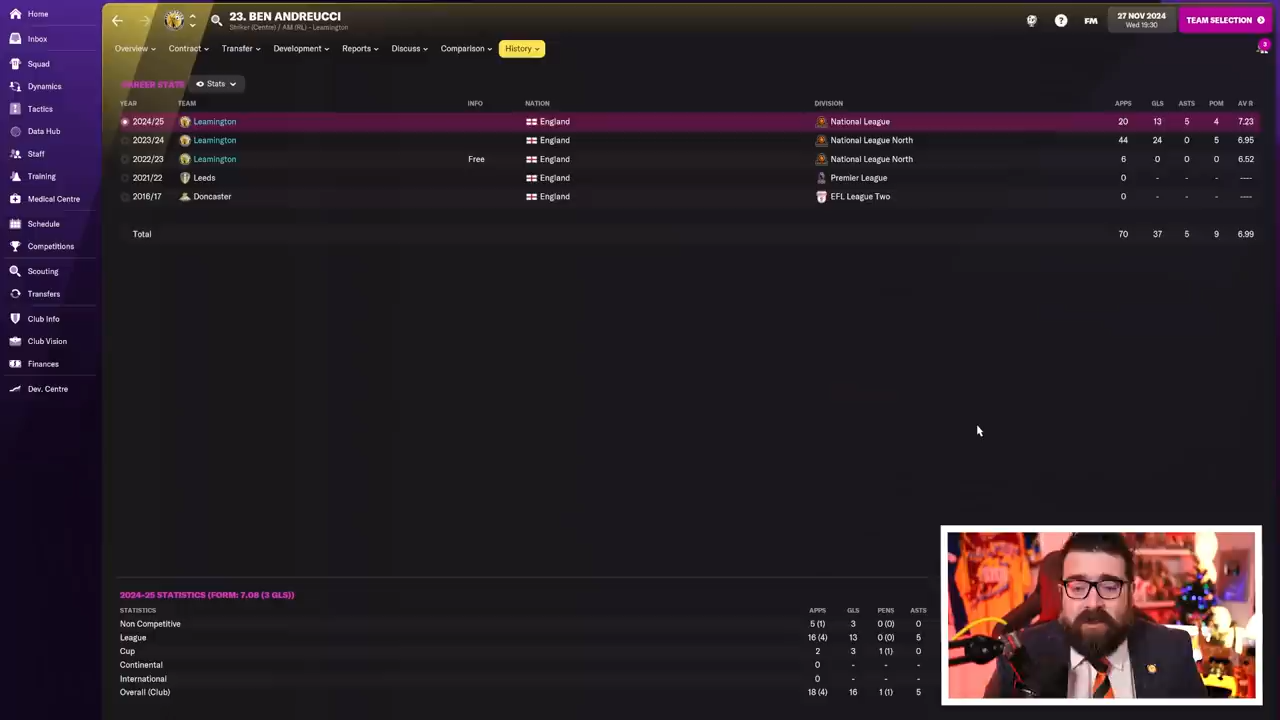 Home
Inbox
Squad
Dynamics
Tactics
Data Hub
Staff
Training
Medical Centre
Schedule
Competitions
Scouting
Transfers
Club Info
Club Vision
Finances
Dev. Centre
23. BEN ANDREUCCI
Striker (Centre) / AM (RL) - Leamington
? FM 27 NOV 2024 Wed 19:30 TEAM SELECTION
Overview Contract Transfer Development Reports Discuss Comparison History 3
CAREER STATS Stats
YEAR TEAM INFO NATION DIVISION APPS GLS ASTS POM AV R
2024/25 Leamington England National League 20 13 5 4 7.23
2023/24 Leamington England National League North 44 24 0 5 6.95
2022/23 Leamington Free England National League North 6 0 0 0 6.52
2021/22 Leeds England Premier League 0 - - - ----
2016/17 Doncaster England EFL League Two 0 - - - ----
Total 70 37 5 9 6.99
2024-25 STATISTICS (FORM: 7.08 (3 GLS))
STATISTICS APPS GLS PENS ASTS
Non Competitive 5 (1) 3 0 (0) 0
League 16 (4) 13 0 (0) 5
Cup 2 3 1 (1) 0
Continental 0 - - -
International 0 - - -
Overall (Club) 18 (4) 16 1 (1) 5